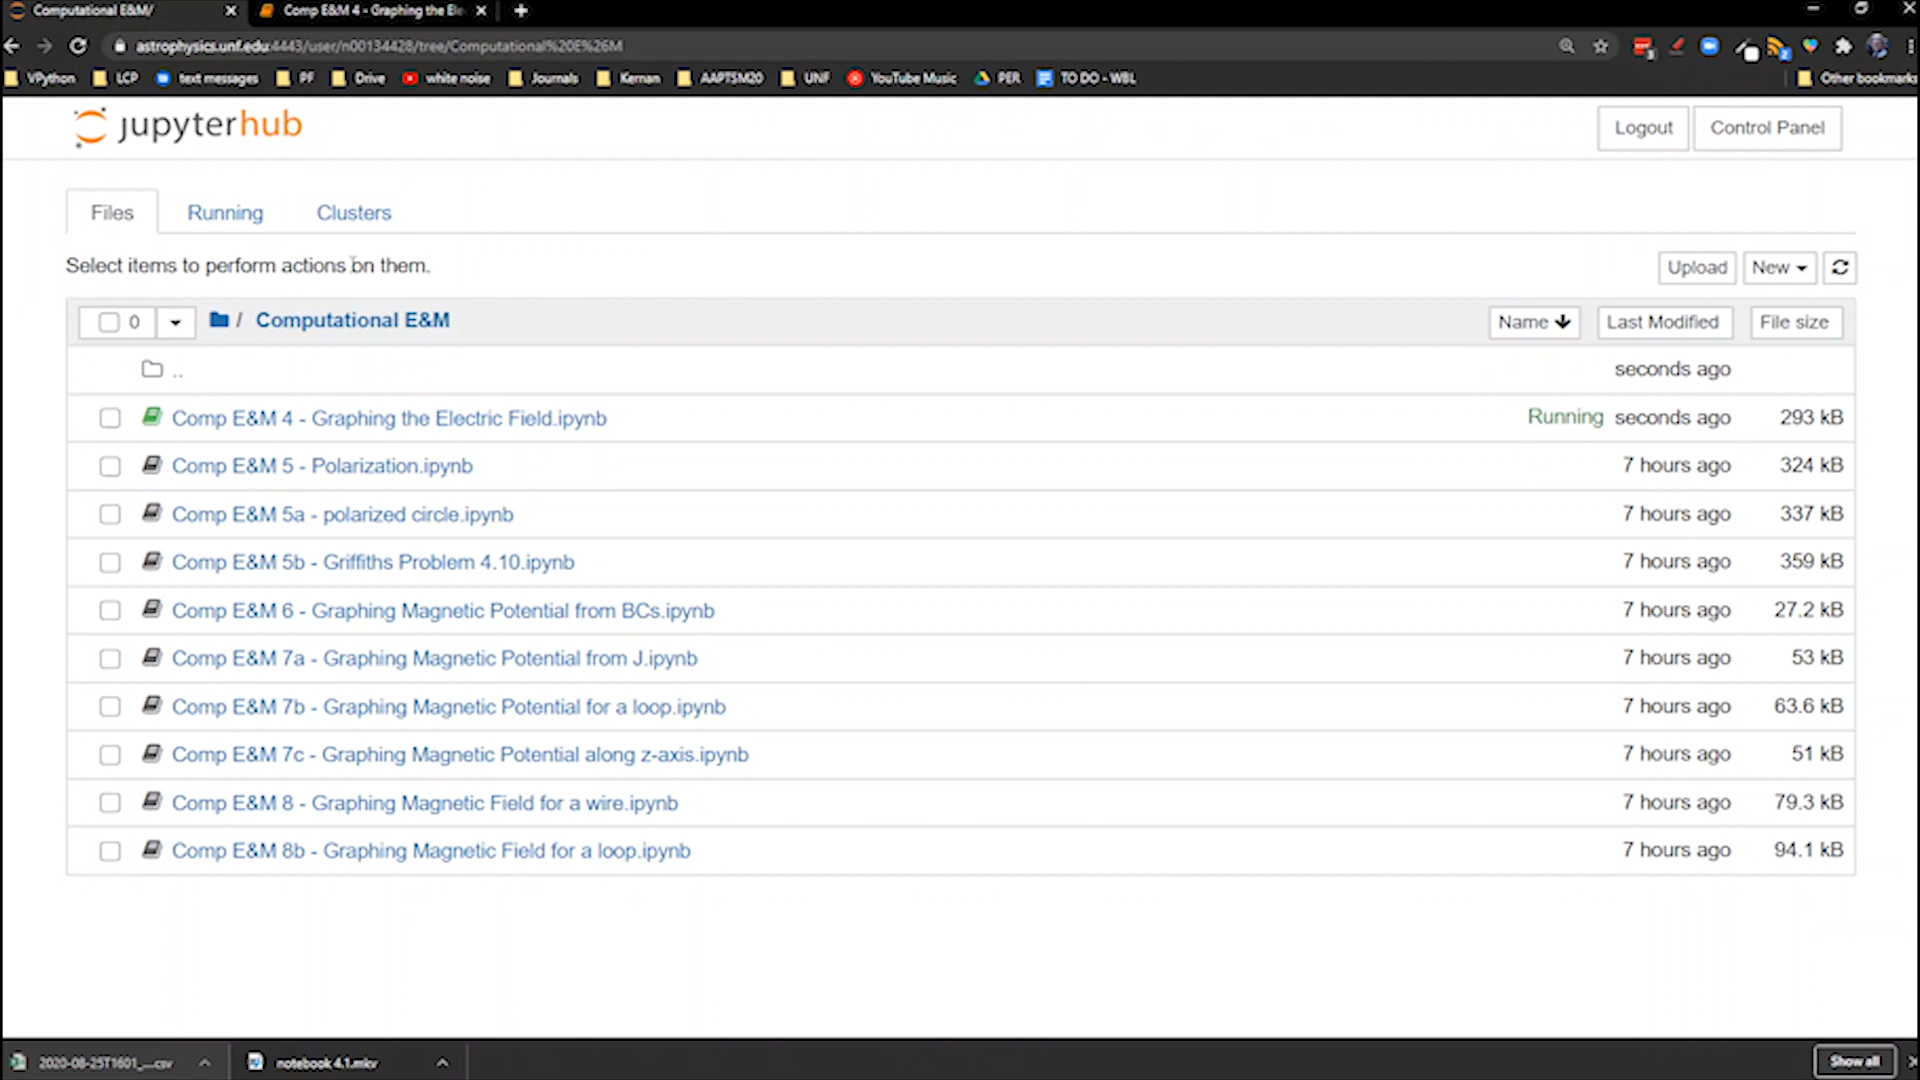 Computational E&M/
Comp E&M 4 - Graphing the Ele
astrophysics.unf.edu:4443/user/n00134428/tree/Computational%20E%26M
VPython LCP text messages PF Drive white noise Journals Kernan AAPTSM20 UNF YouTube Music PER TO DO - WBL Other bookmarks
jupyterhub
Logout Control Panel
Files Running Clusters
Select items to perform actions on them.
Upload New
0 / Computational E&M Name Last Modified File size
.. seconds ago
Comp E&M 4 - Graphing the Electric Field.ipynb Running seconds ago 293 kB
Comp E&M 5 - Polarization.ipynb 7 hours ago 324 kB
Comp E&M 5a - polarized circle.ipynb 7 hours ago 337 kB
Comp E&M 5b - Griffiths Problem 4.10.ipynb 7 hours ago 359 kB
Comp E&M 6 - Graphing Magnetic Potential from BCs.ipynb 7 hours ago 27.2 kB
Comp E&M 7a - Graphing Magnetic Potential from J.ipynb 7 hours ago 53 kB
Comp E&M 7b - Graphing Magnetic Potential for a loop.ipynb 7 hours ago 63.6 kB
Comp E&M 7c - Graphing Magnetic Potential along z-axis.ipynb 7 hours ago 51 kB
Comp E&M 8 - Graphing Magnetic Field for a wire.ipynb 7 hours ago 79.3 kB
Comp E&M 8b - Graphing Magnetic Field for a loop.ipynb 7 hours ago 94.1 kB
2020-08-25T1601_....csv notebook 4.1.mkv Show all